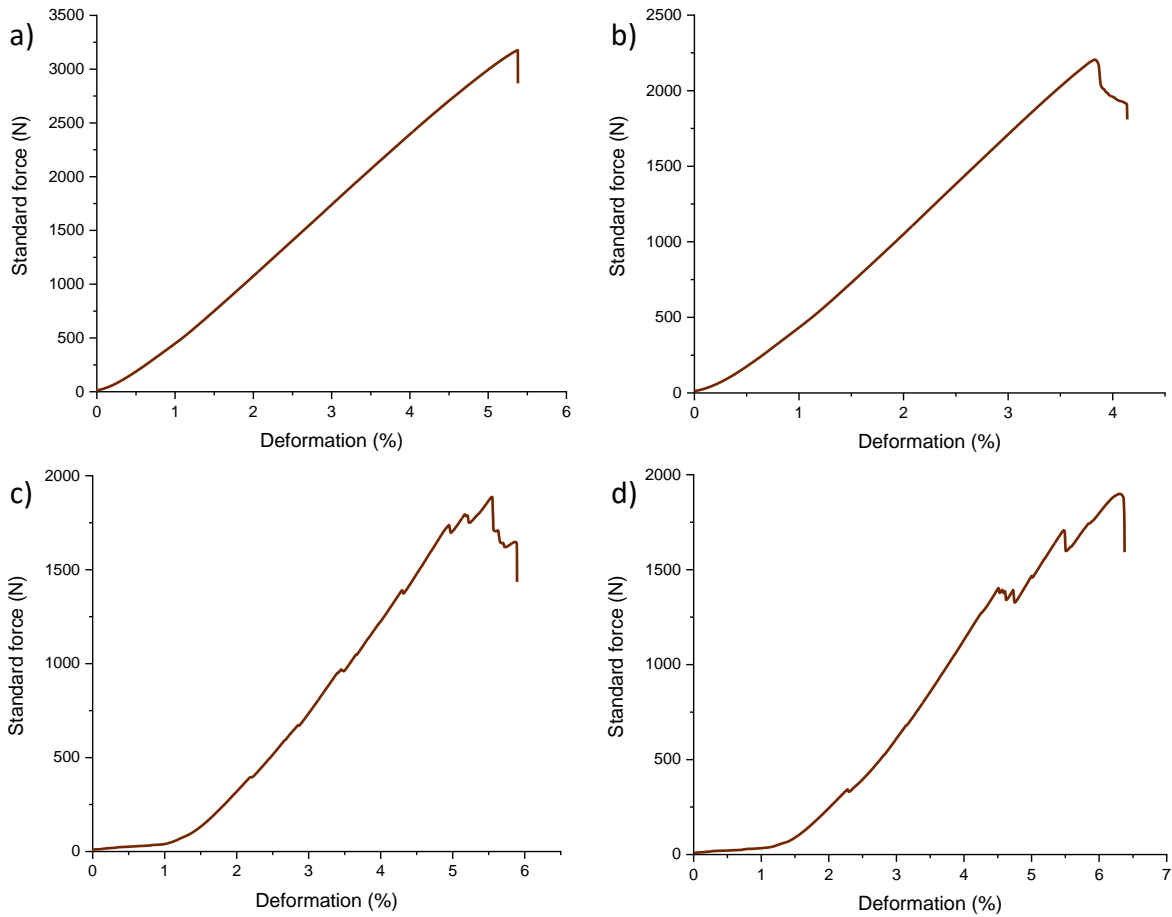 a)
3500
3000
2500
2000
1500
1000
500
0
Standard force (N)
0 1 2 3 4 5 6
Deformation (%)
b)
2500
2000
1500
1000
500
0
Standard force (N)
0 1 2 3 4
Deformation (%)
c)
2000
1500
1000
500
0
Standard force (N)
0 1 2 3 4 5 6
Deformation (%)
d)
2000
1500
1000
500
0
Standard force (N)
0 1 2 3 4 5 6 7
Deformation (%)